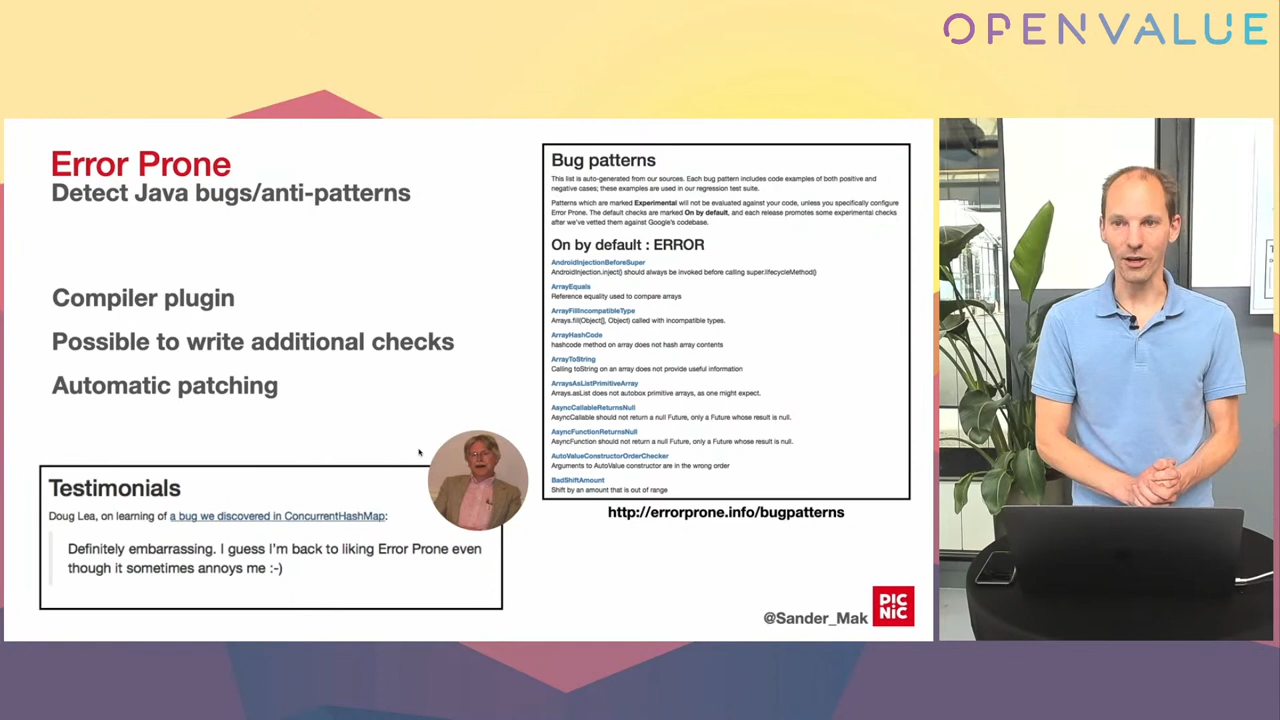 OPENVALUE
Error Prone
Detect Java bugs/anti-patterns
Compiler plugin
Possible to write additional checks
Automatic patching
Testimonials
Doug Lea, on learning of a bug we discovered in ConcurrentHashMap:
Definitely embarrassing. I guess I'm back to liking Error Prone even
though it sometimes annoys me :-)
Bug patterns
This list is auto-generated from our sources. Each bug pattern includes code examples of both positive and
negative cases; these examples are used in our regression test suite.
Patterns which are marked Experimental will not be evaluated against your code, unless you specifically configure
Error Prone. The default checks are marked On by default, and each release promotes some experimental checks
after we've vetted them against Google's codebase.
On by default : ERROR
AndroidInjectionBeforeSuper
AndroidInjection.inject() should always be invoked before calling super.lifecycleMethod()
ArrayEquals
Reference equality used to compare arrays
ArrayFillIncompatibleType
Arrays.fill(Object[], Object) called with incompatible types.
ArrayHashCode
hashcode method on array does not hash array contents
ArrayToString
Calling toString on an array does not provide useful information
ArraysAsListPrimitiveArray
Arrays.asList does not autobox primitive arrays, as one might expect.
AsyncCallableReturnsNull
AsyncCallable should not return a null Future, only a Future whose result is null.
AsyncFunctionReturnsNull
AsyncFunction should not return a null Future, only a Future whose result is null.
AutoValueConstructorOrderChecker
Arguments to AutoValue constructor are in the wrong order
BadShiftAmount
Shift by an amount that is out of range
http://errorprone.info/bugpatterns
@Sander_Mak
PIC
NIC